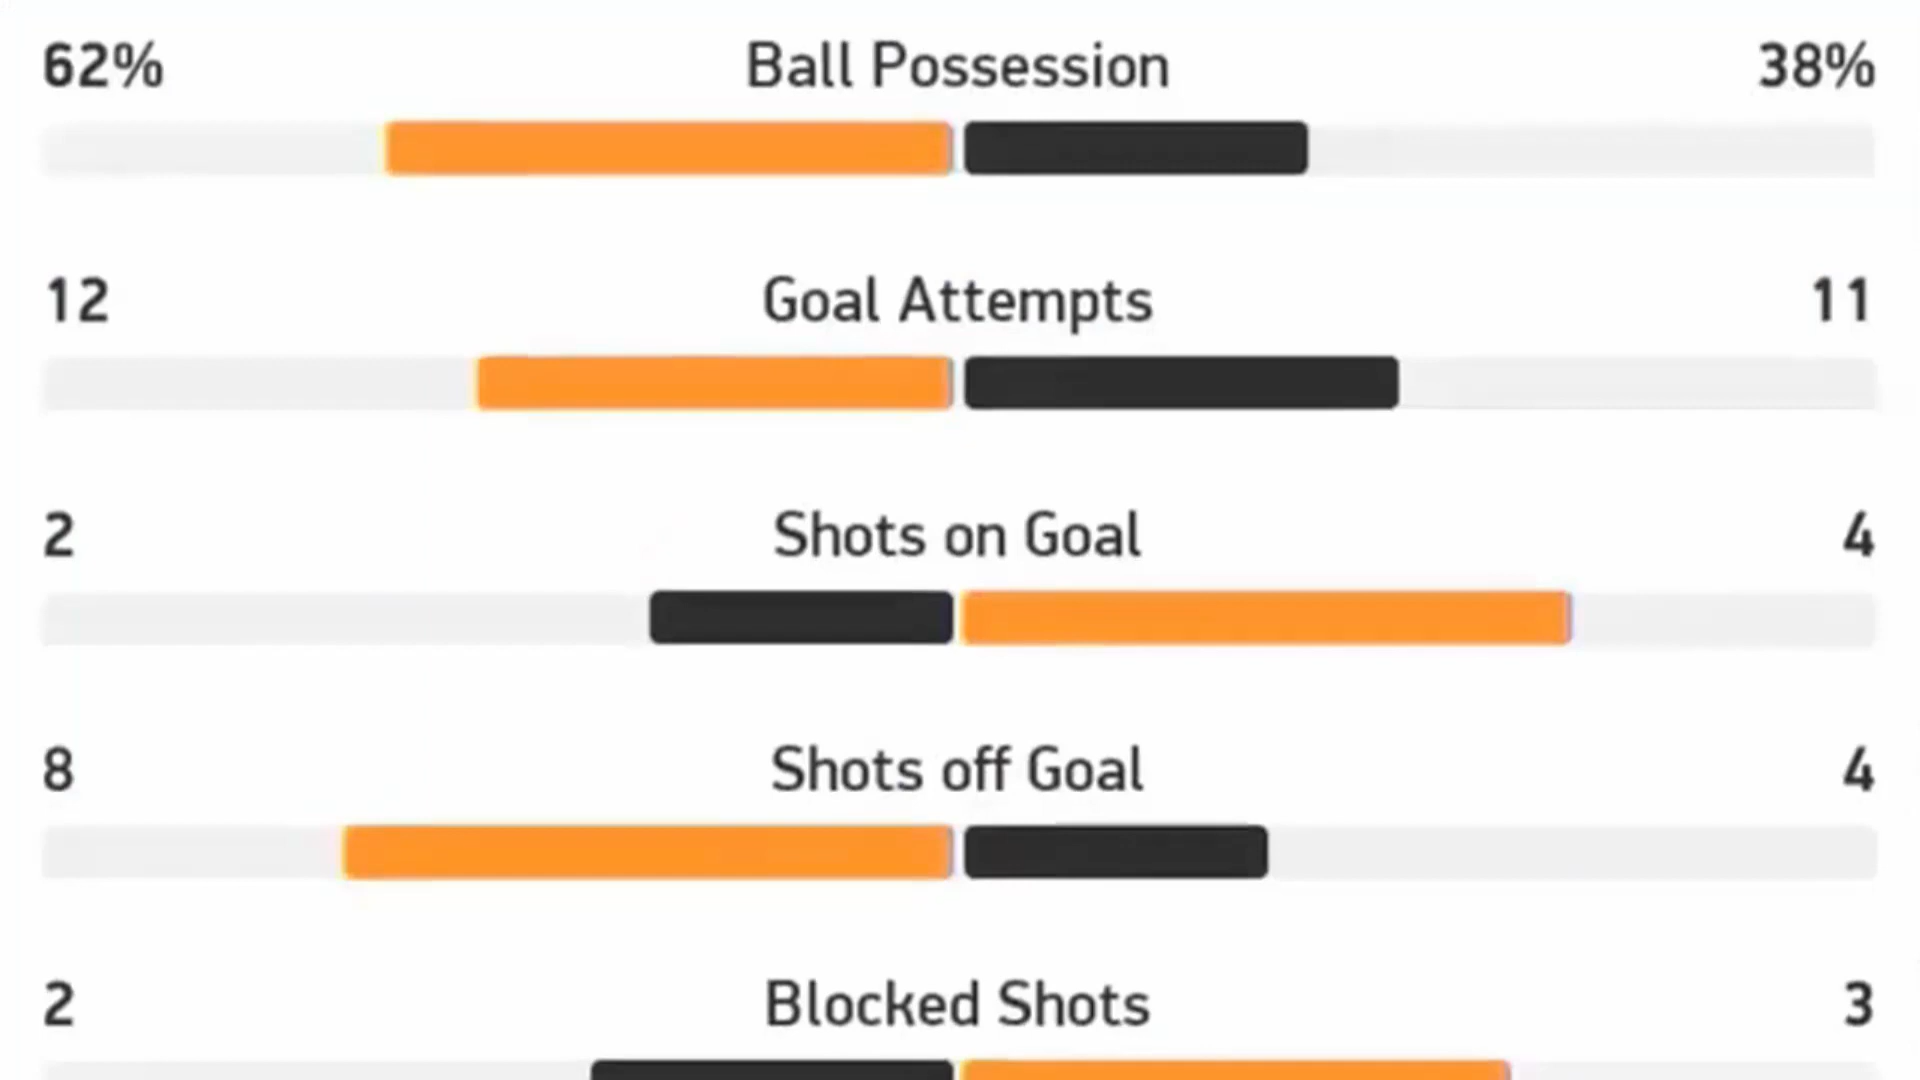 62% Ball Possession 38%
12 Goal Attempts 11
2 Shots on Goal 4
8 Shots off Goal 4
2 Blocked Shots 3